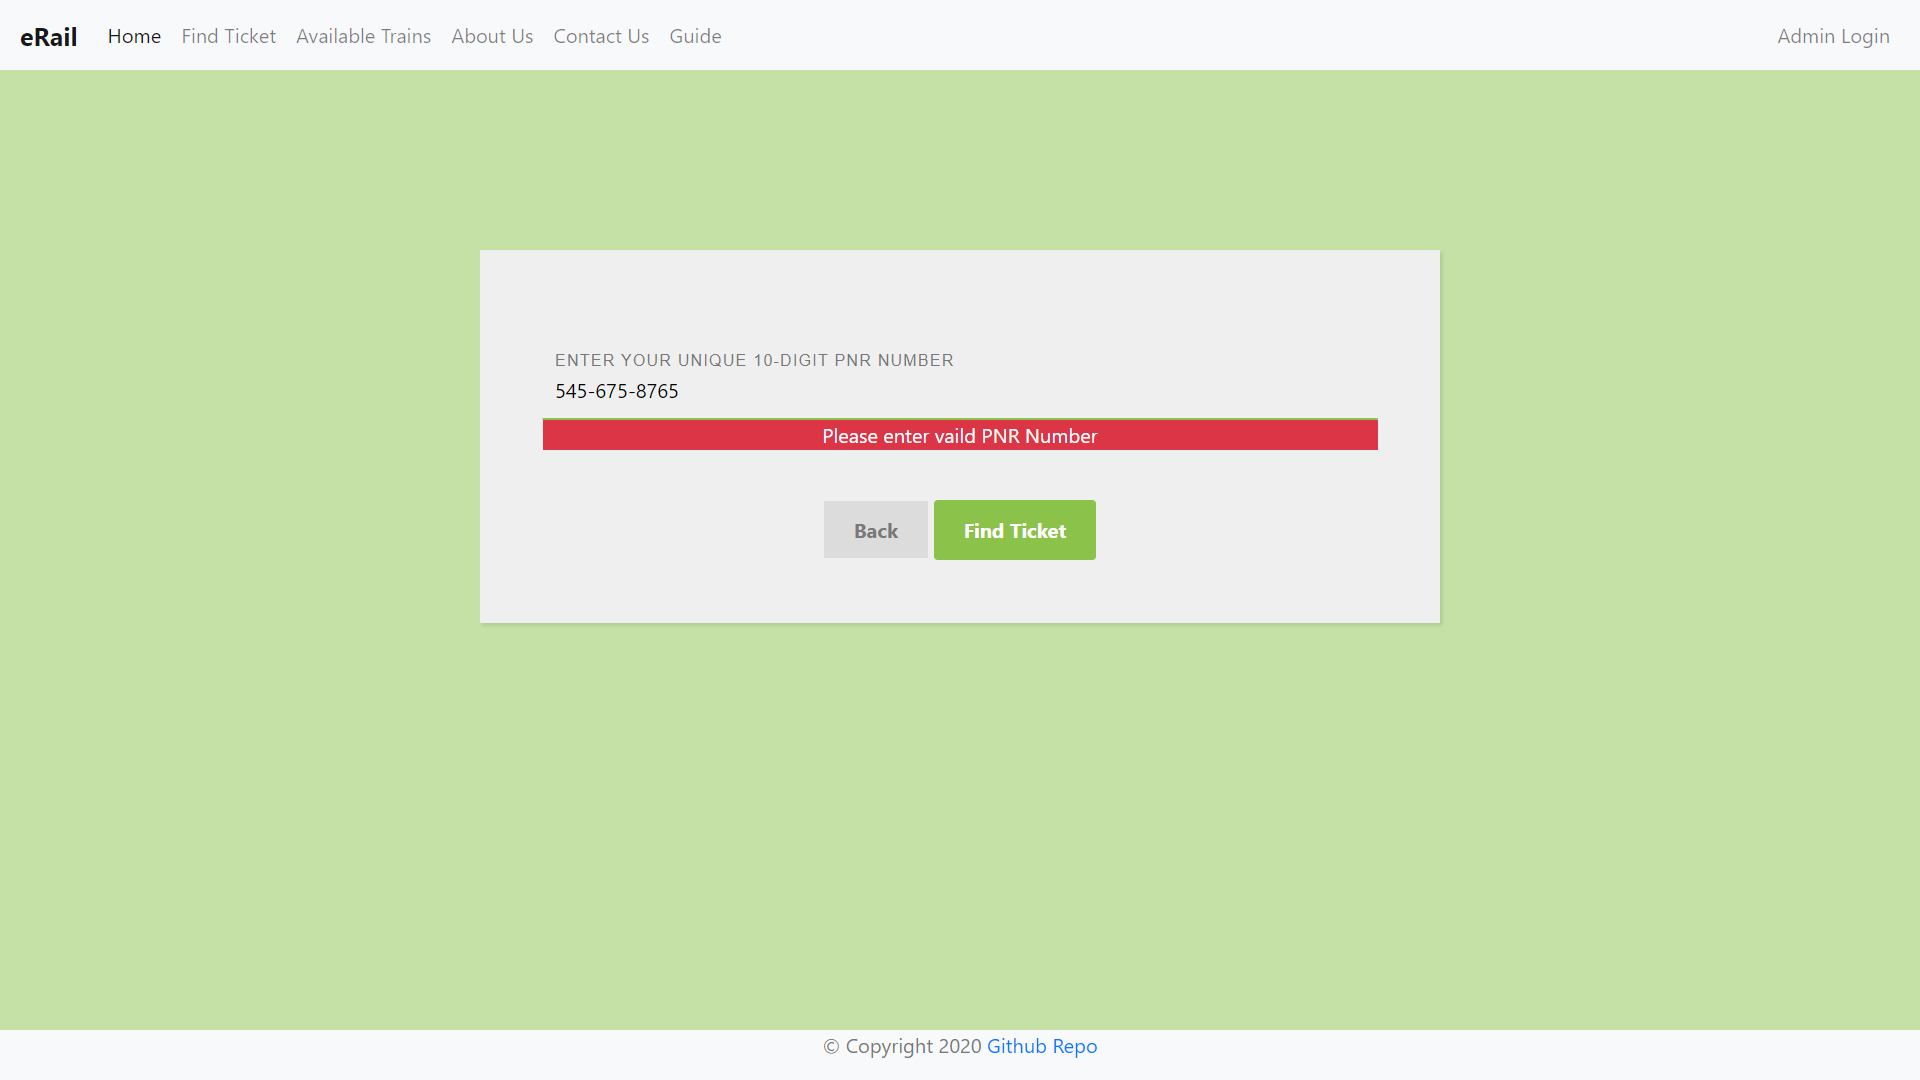 eRail Home Find Ticket Available Trains About Us Contact Us Guide Admin Login
ENTER YOUR UNIQUE 10-DIGIT PNR NUMBER
545-675-8765
Please enter vaild PNR Number
Back Find Ticket
© Copyright 2020 Github Repo